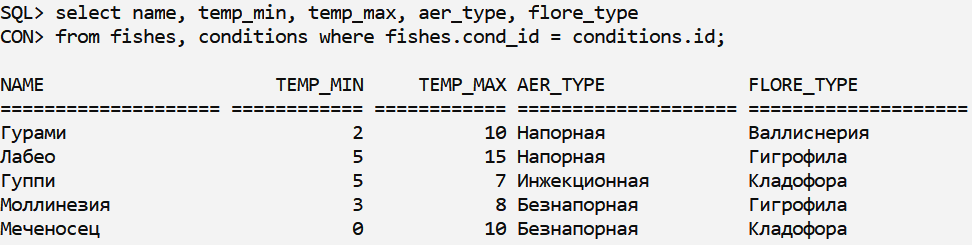 SQL> select name, temp_min, temp_max, aer_type, flore_type
CON> from fishes, conditions where fishes.cond_id = conditions.id;
NAME TEMP_MIN TEMP_MAX AER_TYPE FLORE_TYPE
==================== ============ ============ ==================== ====================
Гурами 2 10 Напорная Валлиснерия
Лабео 5 15 Напорная Гигрофила
Гуппи 5 7 Инжекционная Кладофора
Моллинезия 3 8 Безнапорная Гигрофила
Меченосец 0 10 Безнапорная Кладофора